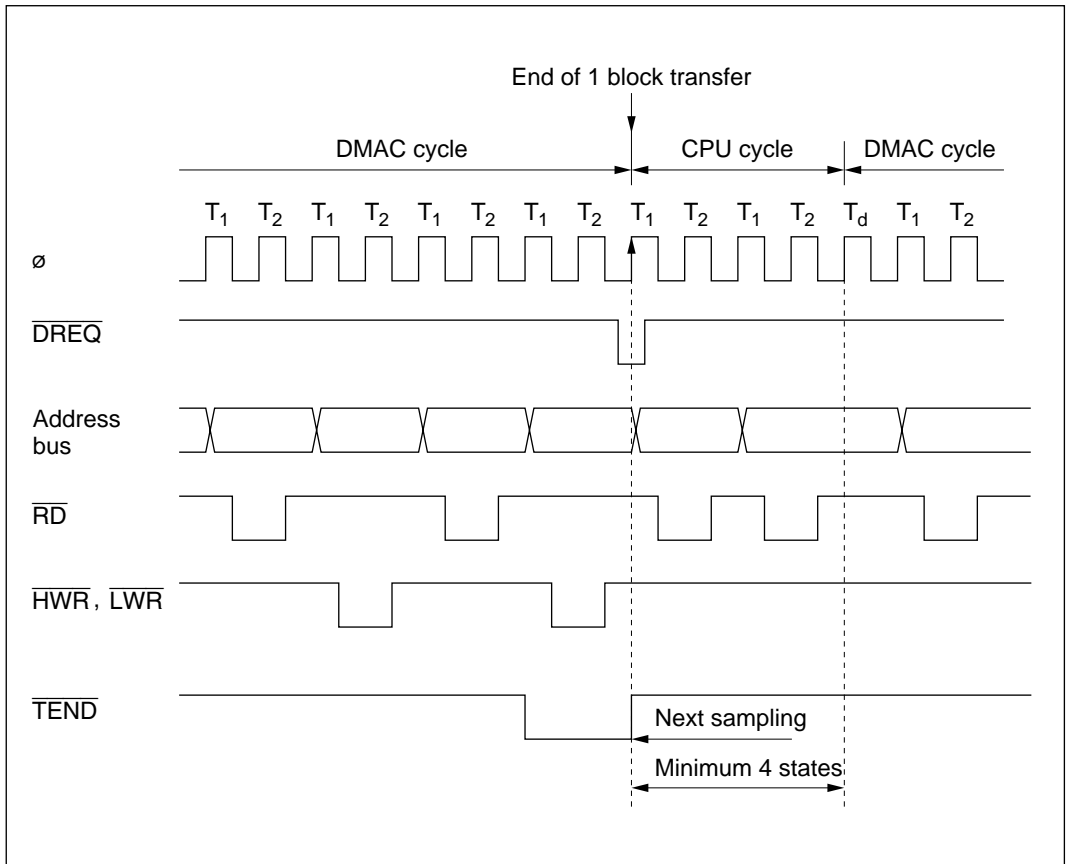 End of 1 block transfer
DMAC cycle CPU cycle DMAC cycle
T1 T2 T1 T2 T1 T2 T1 T2 T1 T2 T1 T2 Td T1 T2
ø
DREQ
Address
bus
RD
HWR, LWR
TEND
Next sampling
Minimum 4 states